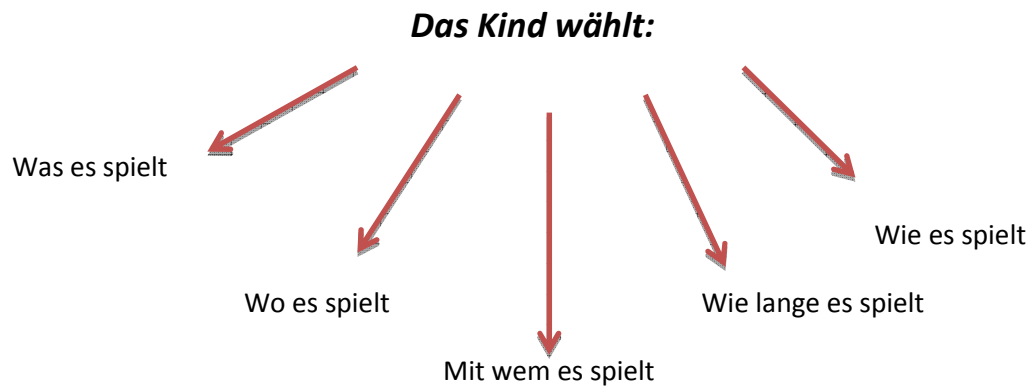 Das Kind wählt:
Was es spielt
Wo es spielt
Mit wem es spielt
Wie lange es spielt
Wie es spielt